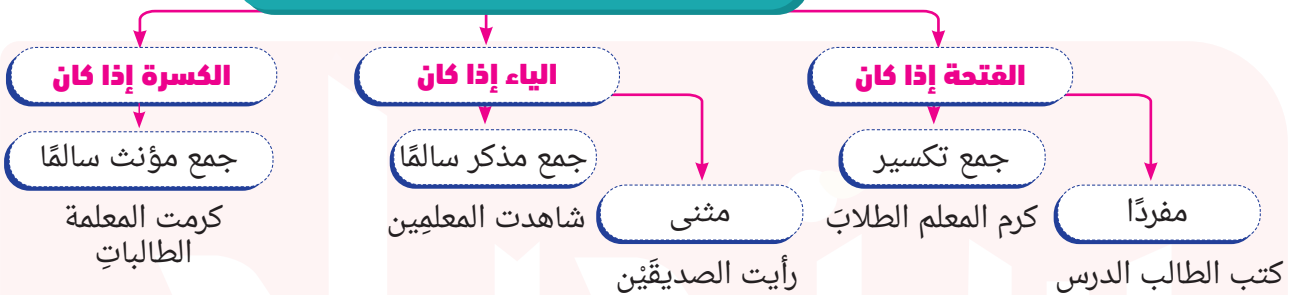 الفتحة إذا كان
الياء إذا كان
الكسرة إذا كان
جمع تكسير
جمع مذكر سالمًا
جمع مؤنث سالمًا
مفردًا
مثنى
كرم المعلم الطلابَ
شاهدت المعلمِين
كرمت المعلمة
الطالباتِ
كتب الطالب الدرس
رأيت الصديقَيْن